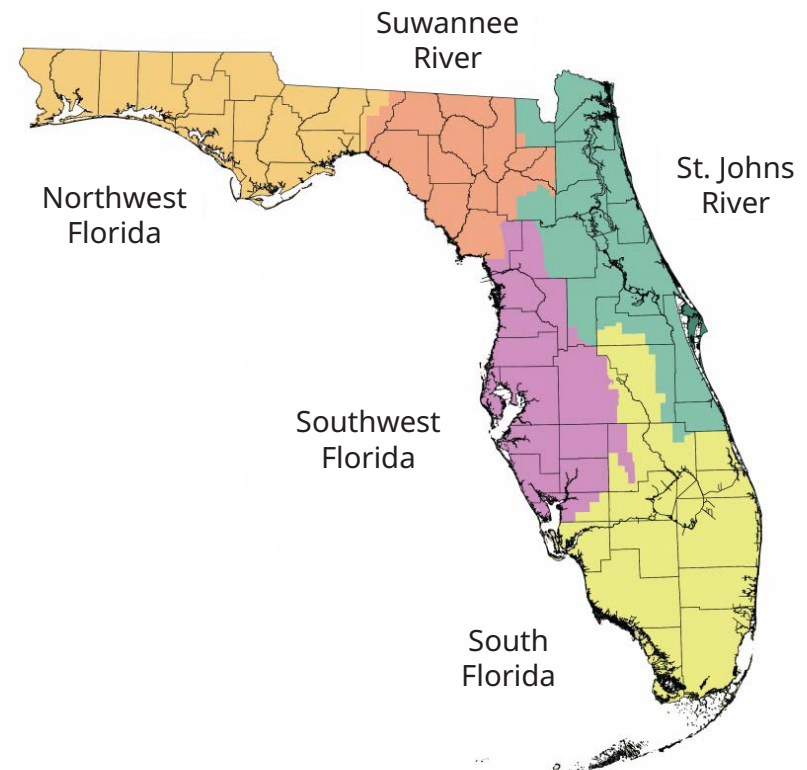 Suwannee
River
St. Johns
River
Northwest
Florida
Southwest
Florida
South
Florida